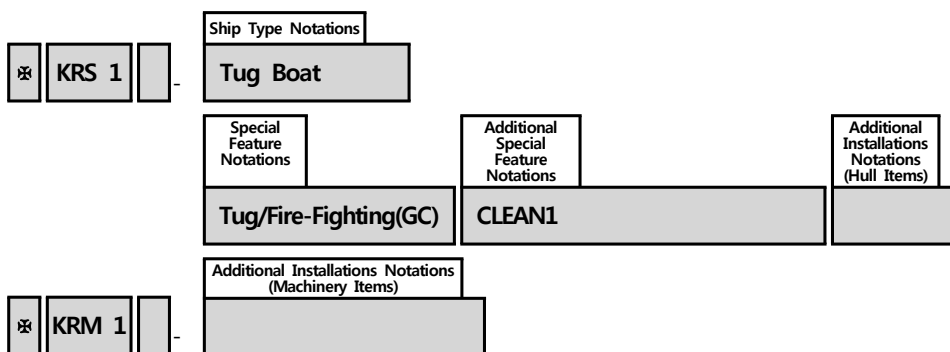 Ship Type Notations
✠ KRS 1 - Tug Boat
Special Feature Notations
Additional Special Feature Notations
Additional Installations Notations (Hull Items)
Tug/Fire-Fighting(GC) CLEAN1
Additional Installations Notations (Machinery Items)
✠ KRM 1 -